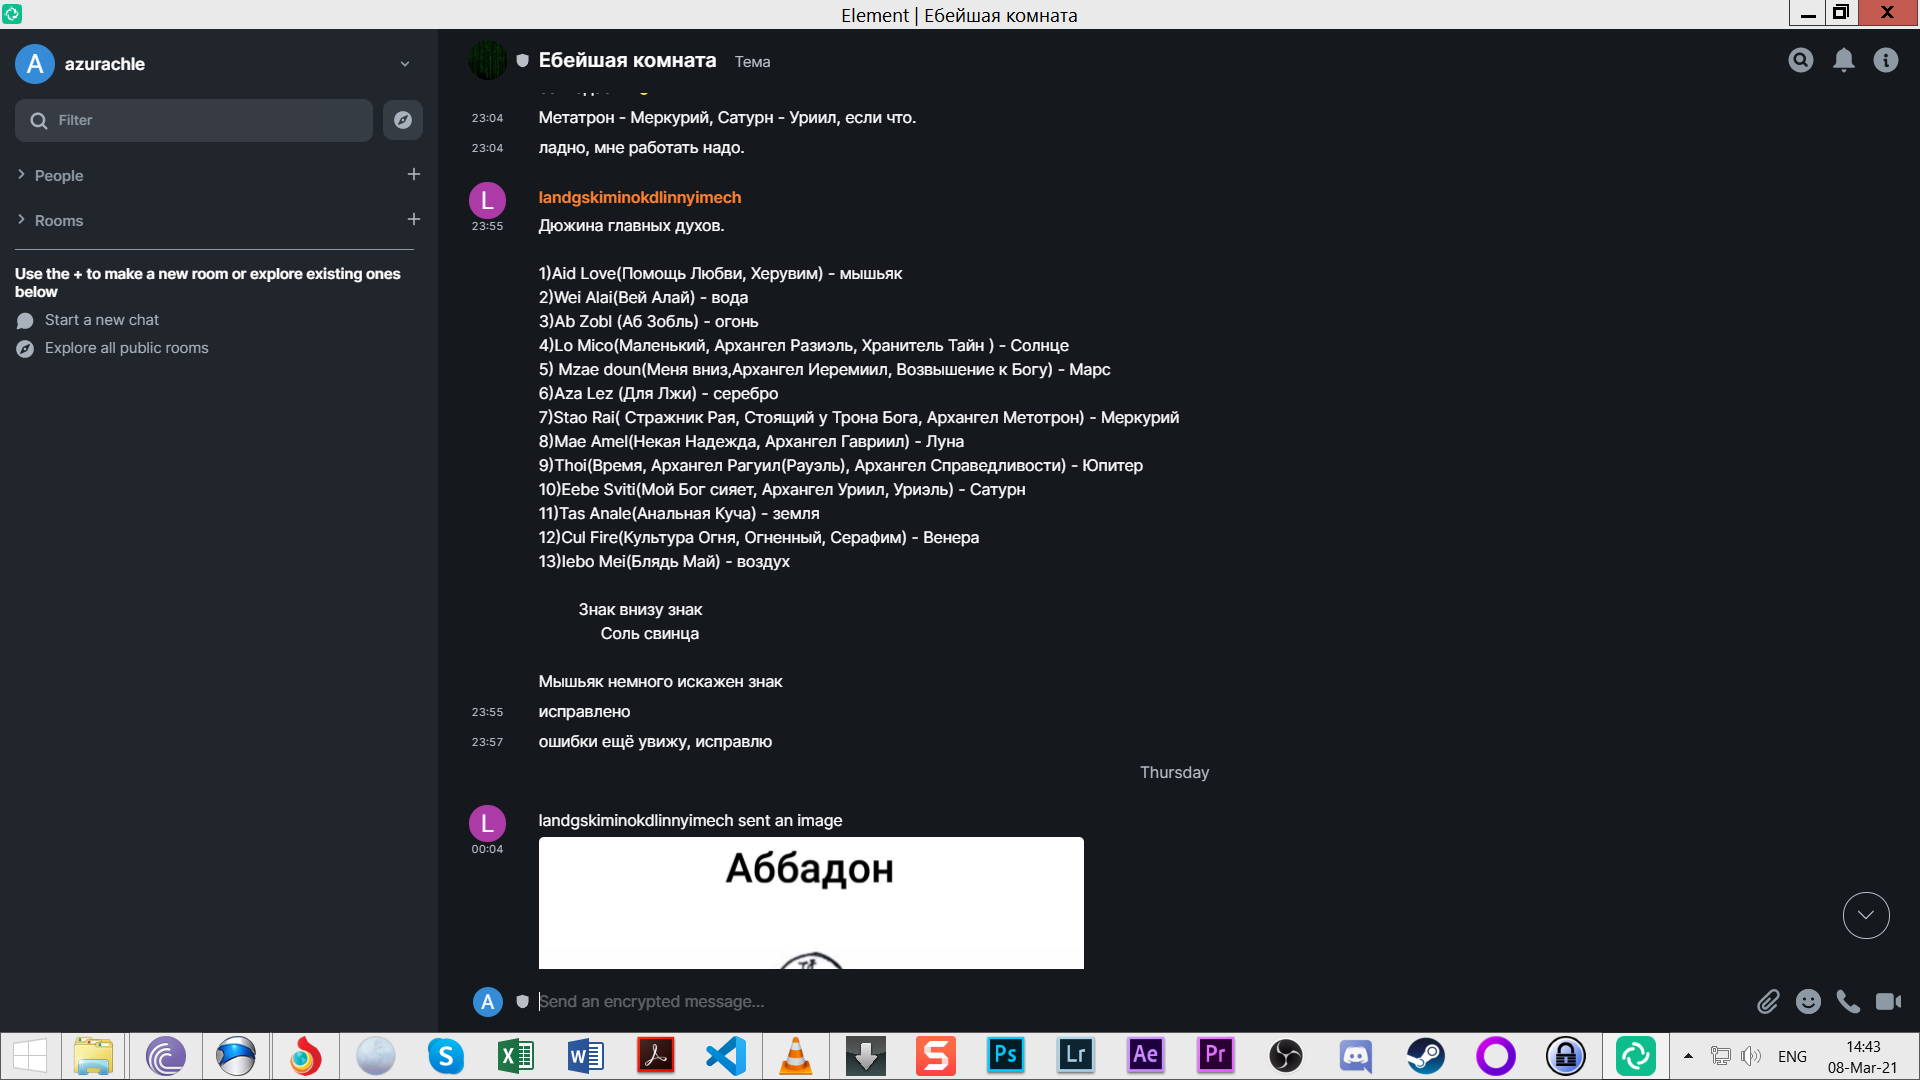 Element | Ебейшая комната
A
azurachle
Filter
People
Rooms
Use the + to make a new room or explore existing ones
below
Start a new chat
Explore all public rooms
Ебейшая комната Тема
23:04 Метатрон - Меркурий, Сатурн - Уриил, если что.
23:04 ладно, мне работать надо.
L
landgskiminokdlinnyimech
23:55 Дюжина главных духов.
1)Aid Love(Помощь Любви, Херувим) - мышьяк
2)Wei Alai(Вей Алай) - вода
3)Ab Zobl (Аб Зобль) - огонь
4)Lo Mico(Маленький, Архангел Разиэль, Хранитель Тайн ) - Солнце
5) Mzae doun(Меня вниз,Архангел Иеремиил, Возвышение к Богу) - Марс
6)Aza Lez (Для Лжи) - серебро
7)Stao Rai( Стражник Рая, Стоящий у Трона Бога, Архангел Метотрон) - Меркурий
8)Mae Amel(Некая Надежда, Архангел Гавриил) - Луна
9)Thoi(Время, Архангел Рагуил(Рауэль), Архангел Справедливости) - Юпитер
10)Eebe Sviti(Мой Бог сияет, Архангел Уриил, Уриэль) - Сатурн
11)Tas Anale(Анальная Куча) - земля
12)Cul Fire(Культура Огня, Огненный, Серафим) - Венера
13)Iebo Mei(Блядь Май) - воздух
Знак внизу знак
Соль свинца
Мышьяк немного искажен знак
23:55 исправлено
23:57 ошибки ещё увижу, исправлю
Thursday
L
landgskiminokdlinnyimech sent an image
00:04
Аббадон
A
Send an encrypted message...
S
X
W
S
Ps
Lr
Ae
Pr
ENG
14:43
08-Mar-21